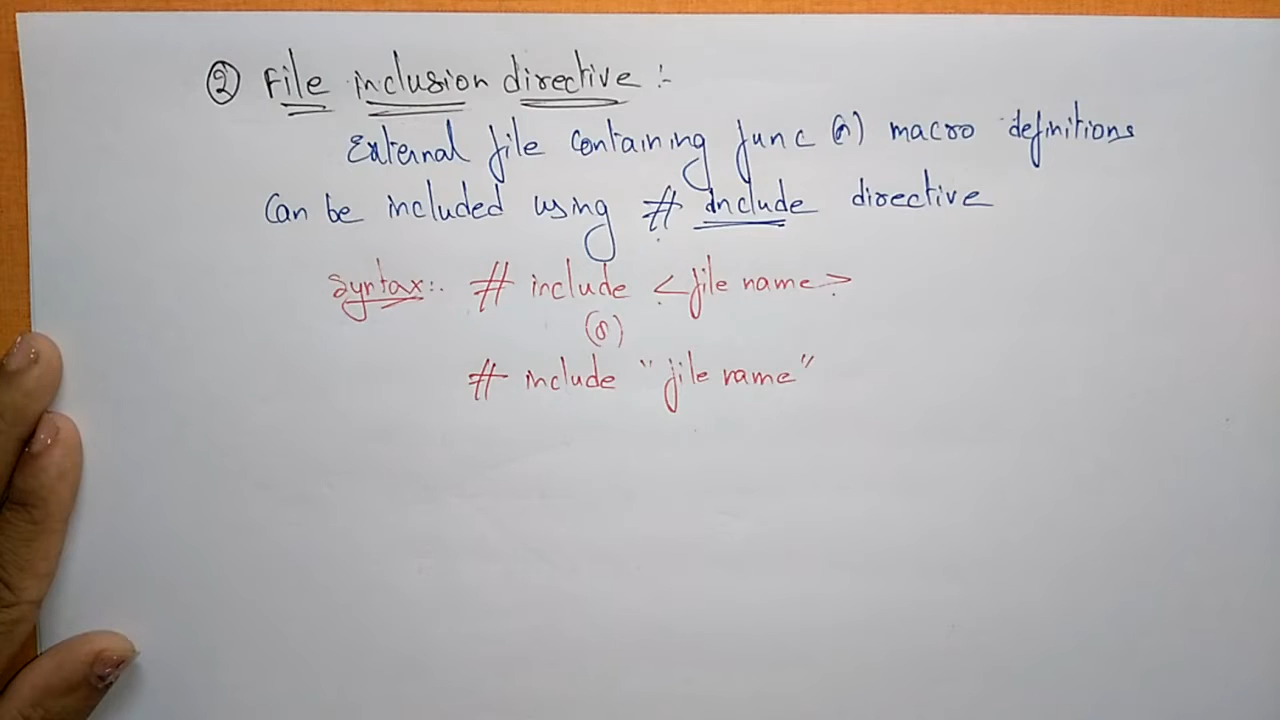 ② File inclusion directive :-
External file containing func (or) macro definitions
Can be included using # include directive
Syntax:. # include <file name>
(or)
# include "file name"